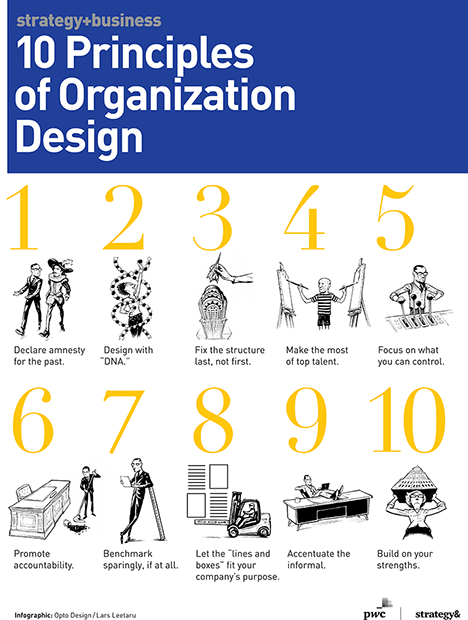 strategy+business
10 Principles
of Organization
Design
1
2
3
4
5
Declare amnesty
for the past.
Design with
“DNA.”
Fix the structure
last, not first.
Make the most
of top talent.
Focus on what
you can control.
6
7
8
9
10
Promote
accountability.
Benchmark
sparingly, if at all.
Let the “lines and
boxes” fit your
company’s purpose.
Accentuate the
informal.
Build on your
strengths.
Infographic: Opto Design / Lars Leetaru
pwc
strategy&